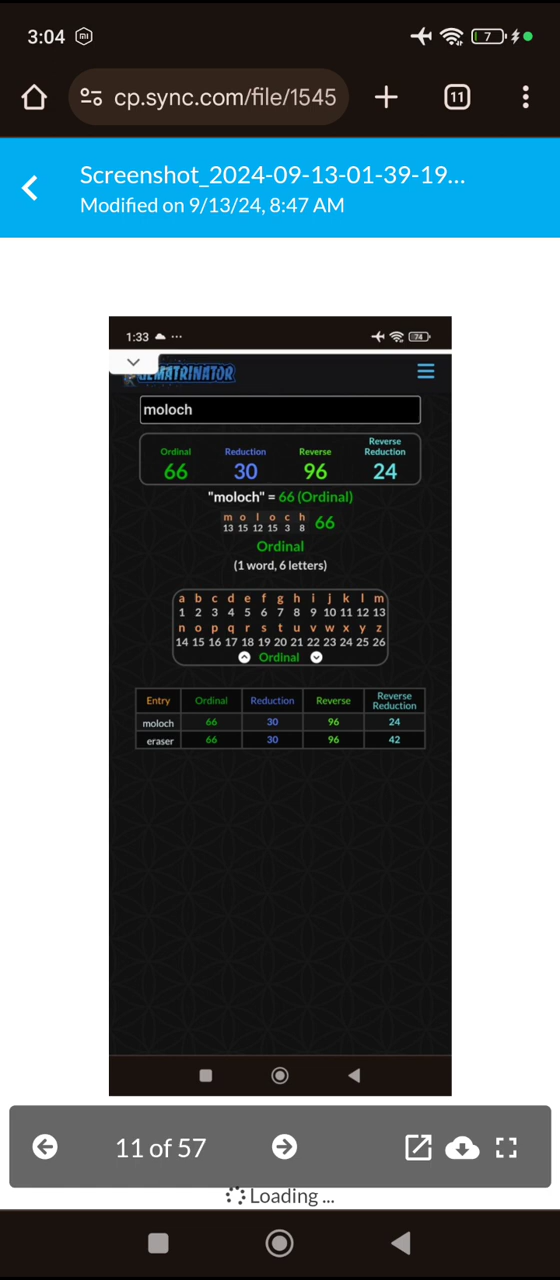 3:04 7
cp.sync.com/file/1545 11
Screenshot_2024-09-13-01-39-19...
Modified on 9/13/24, 8:47 AM
1:33 ... 74
GEMATRINATOR
moloch
Ordinal Reduction Reverse Reverse Reduction
66 30 96 24
"moloch" = 66 (Ordinal)
m o l o c h 66
13 15 12 15 3 8
Ordinal
(1 word, 6 letters)
a b c d e f g h i j k l m
1 2 3 4 5 6 7 8 9 10 11 12 13
n o p q r s t u v w x y z
14 15 16 17 18 19 20 21 22 23 24 25 26
Ordinal
Entry Ordinal Reduction Reverse Reverse Reduction
moloch 66 30 96 24
eraser 66 30 96 42
11 of 57
Loading ...